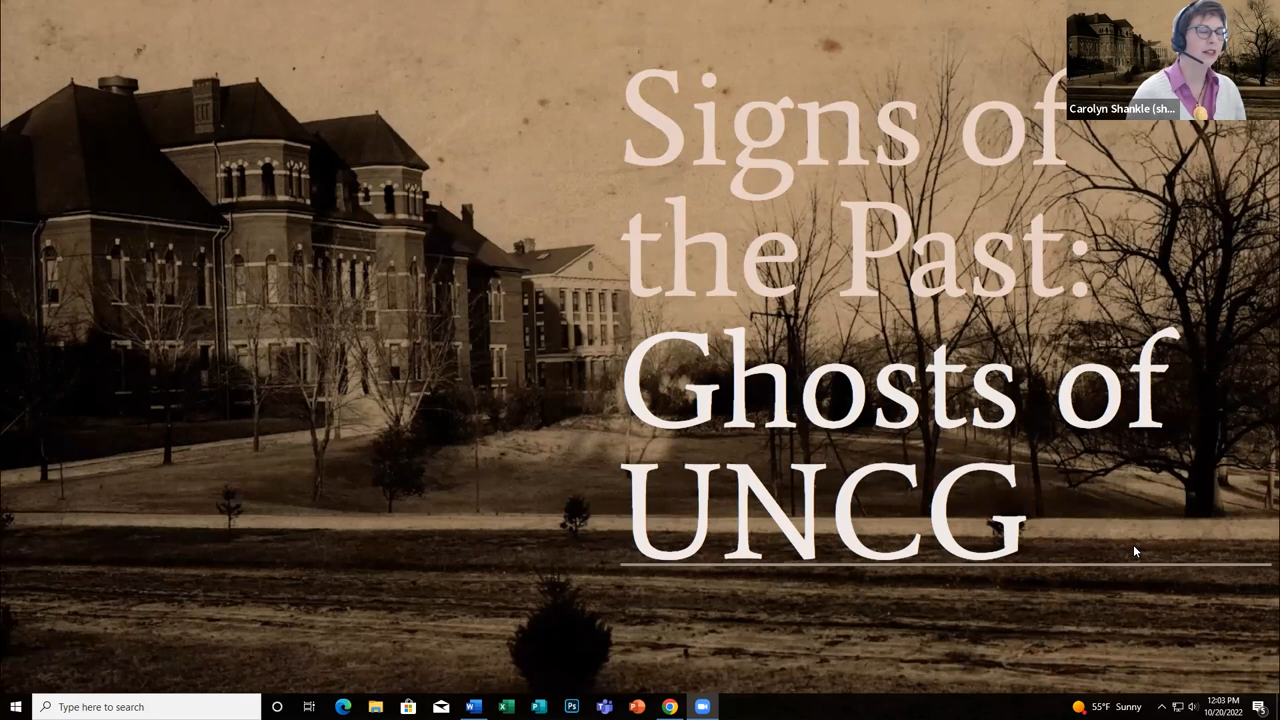 Signs of
the Past:
Ghosts of
UNCG
Carolyn Shankle (sh...
Type here to search
55°F Sunny
12:03 PM
10/20/2022
5